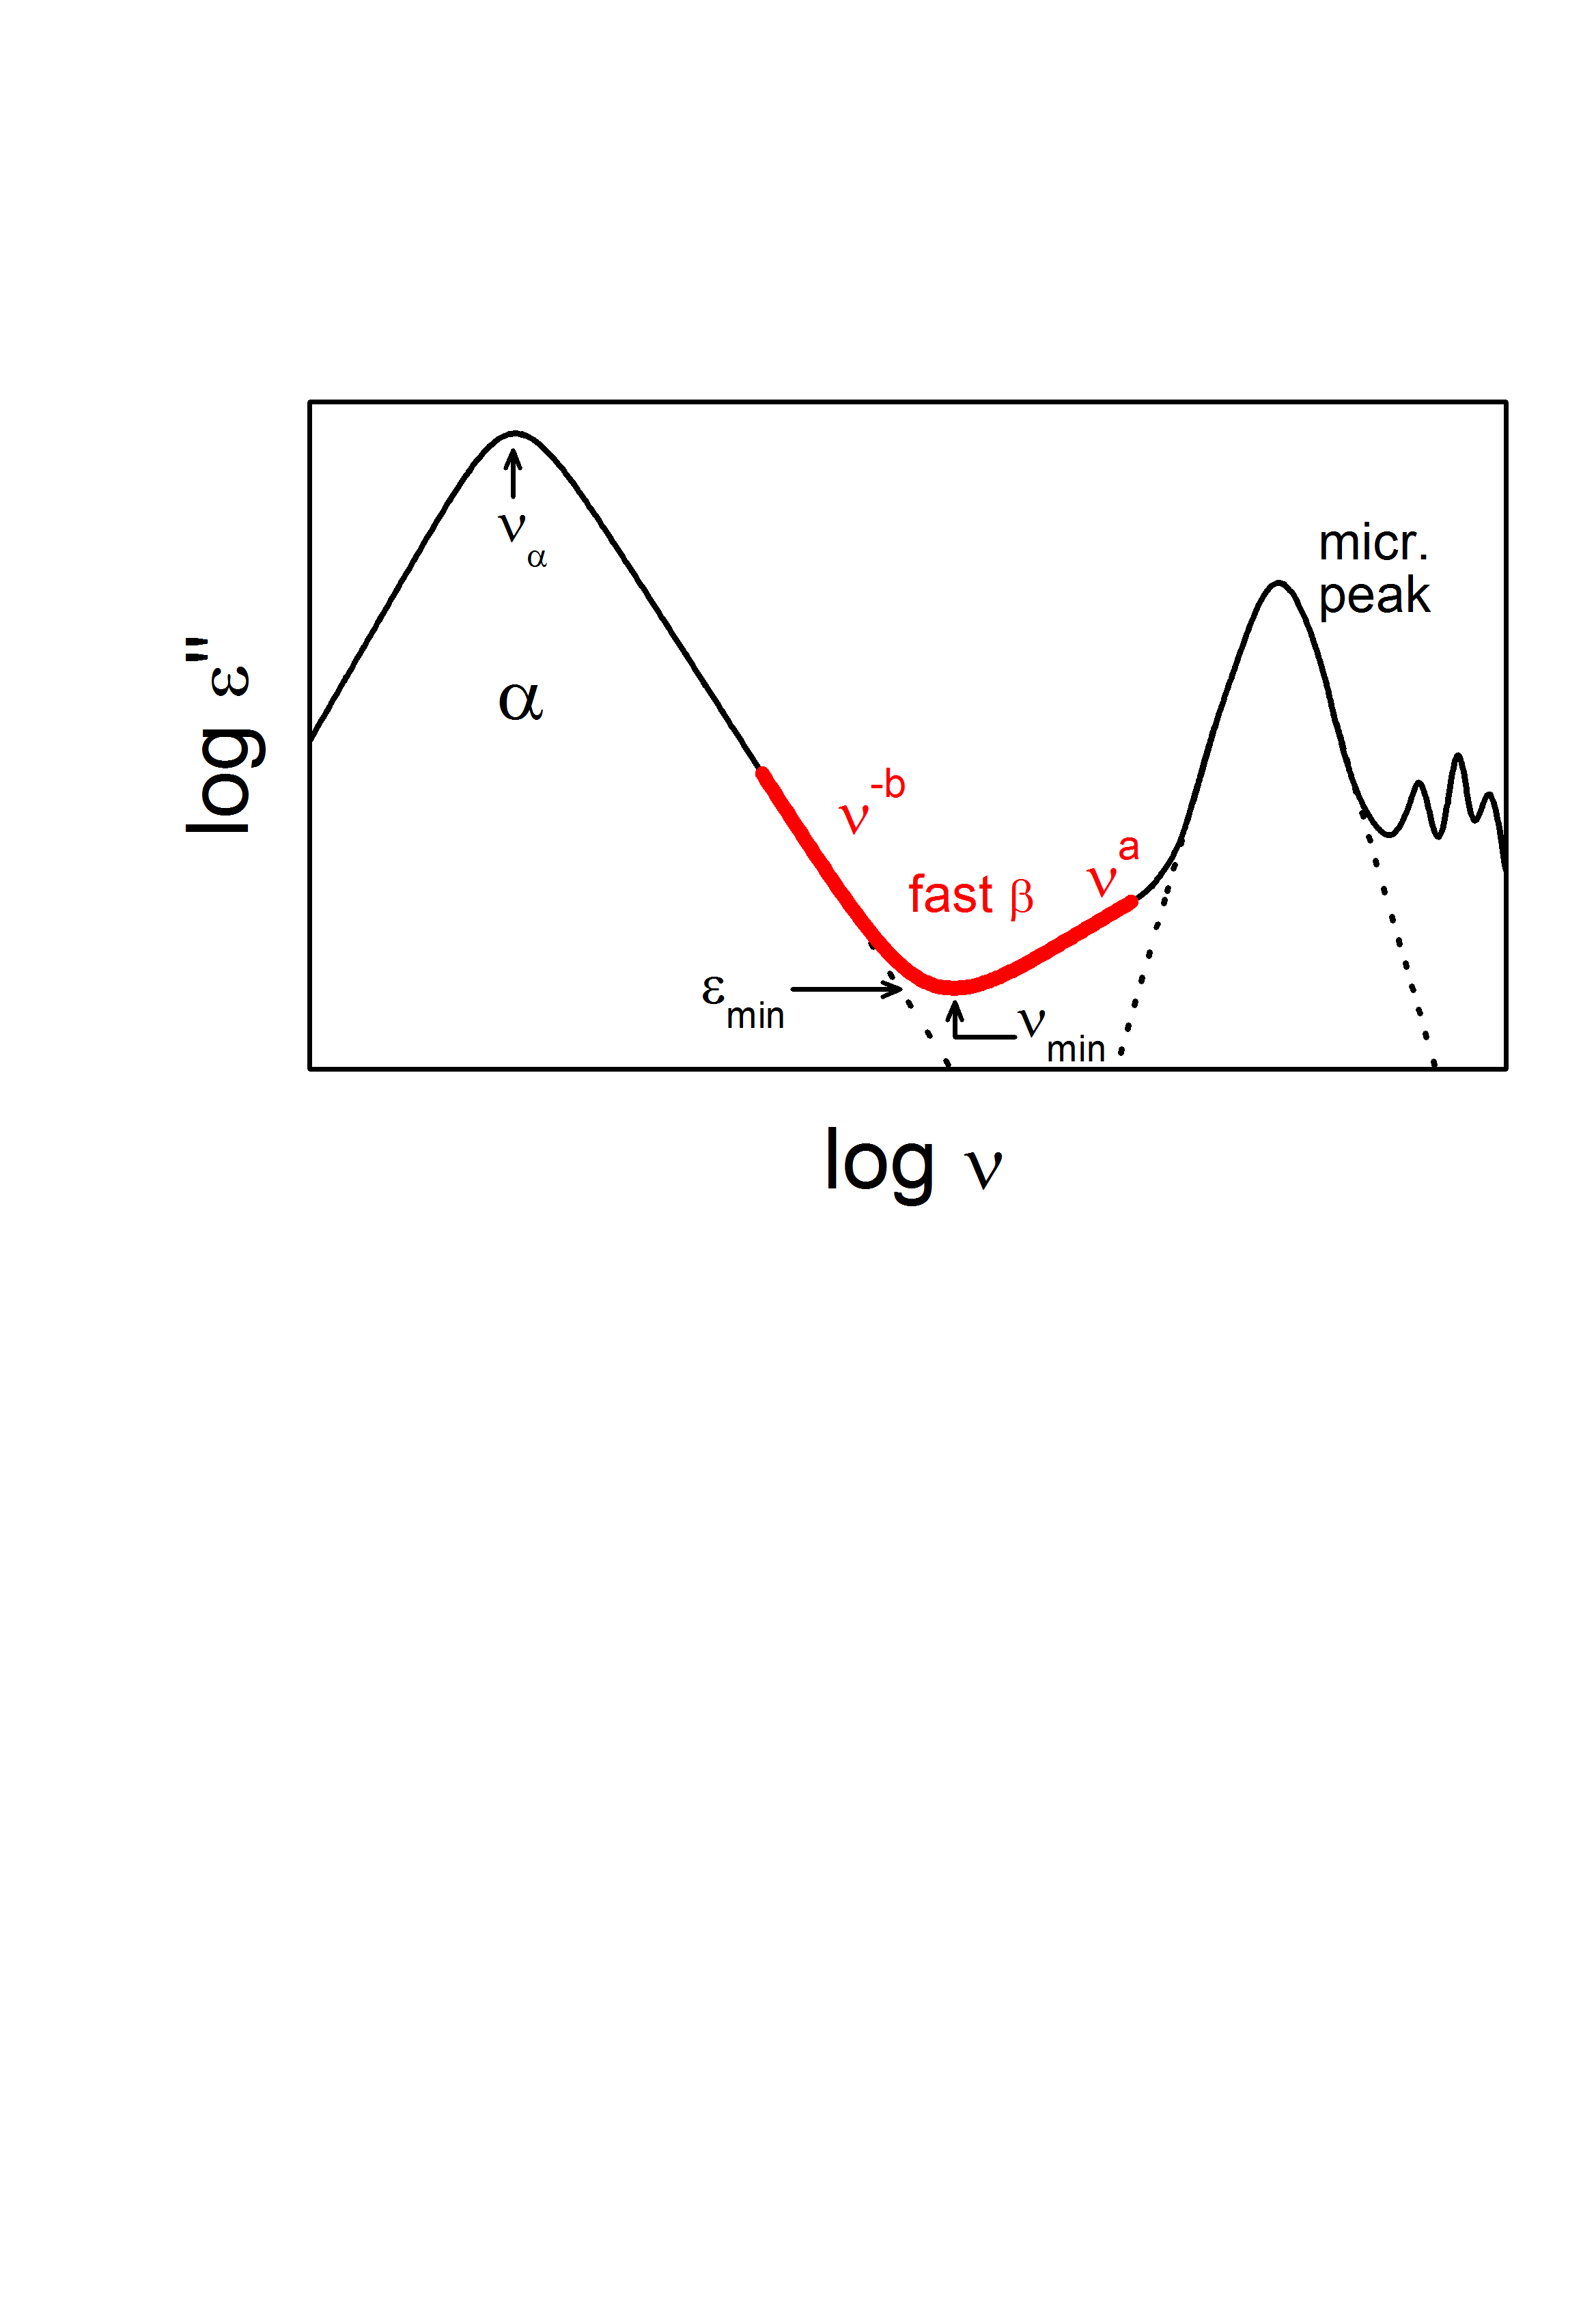 micr.
peak
ν_α
α
log ε"
ν^-b
ν^a
fast β
ε_min
ν_min
log ν